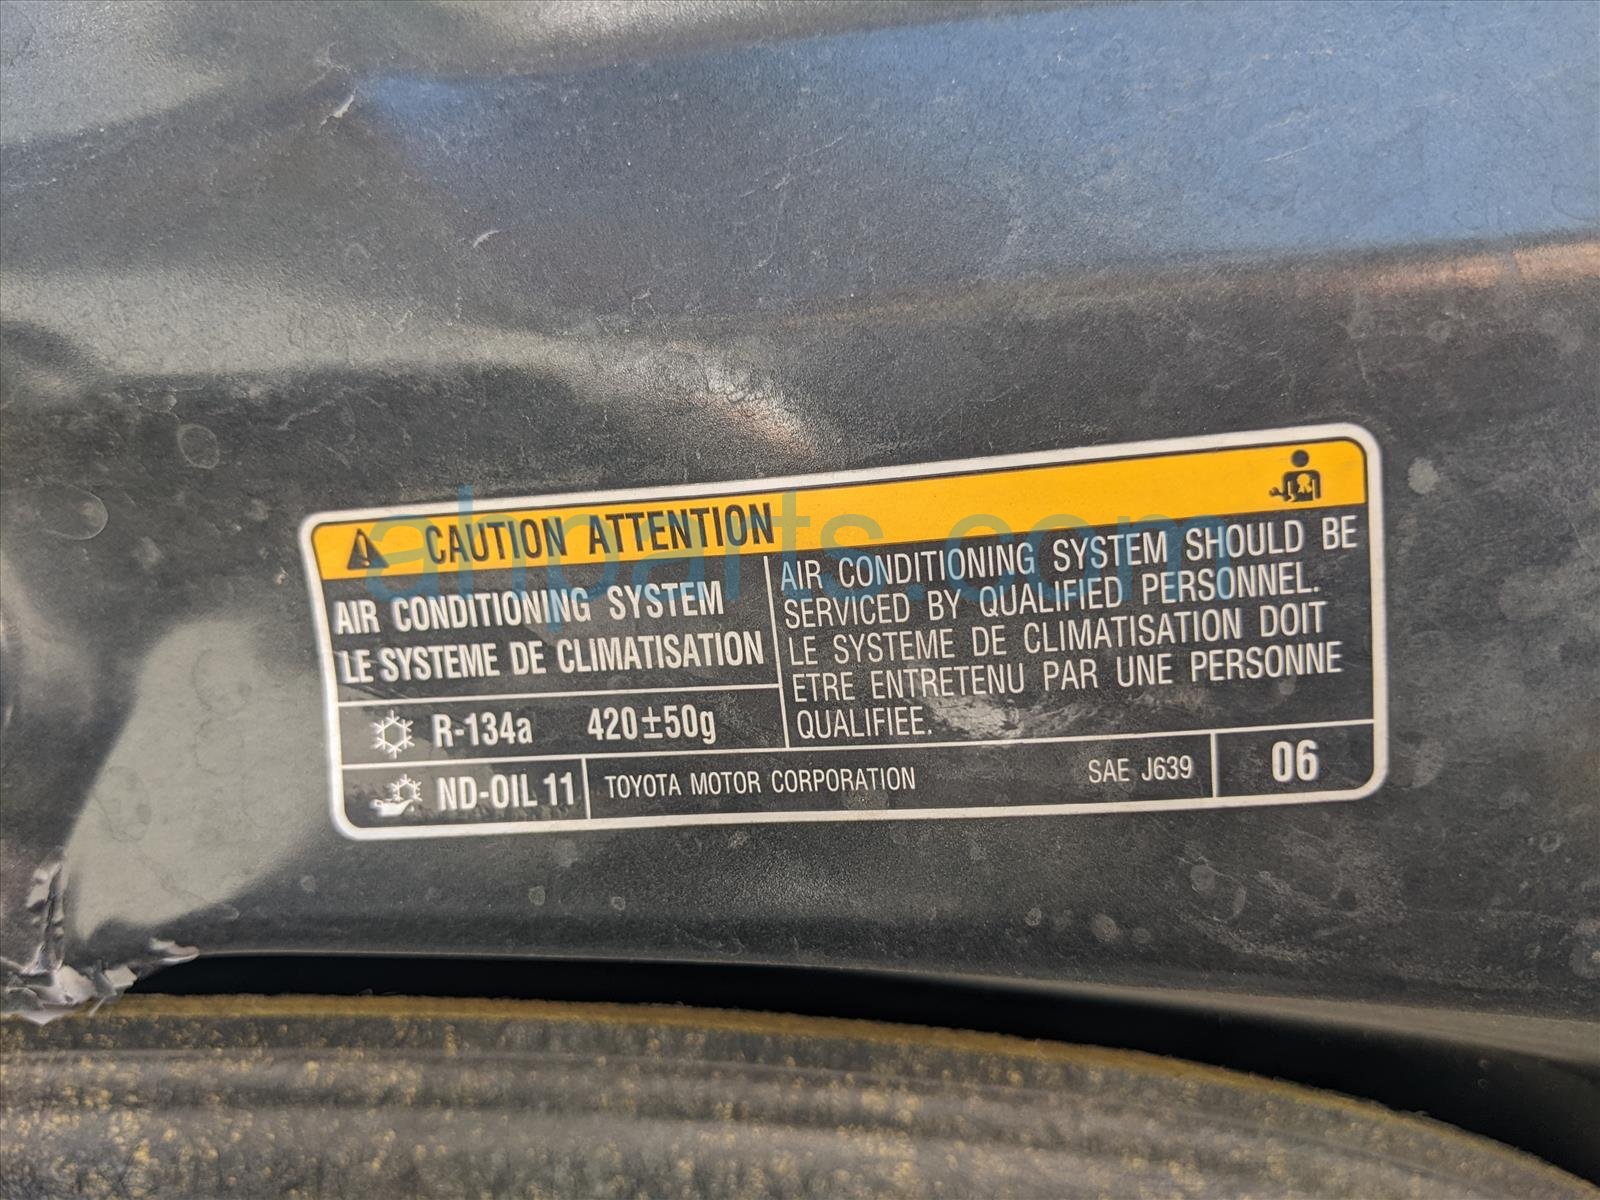 CAUTION ATTENTION
AIR CONDITIONING SYSTEM
LE SYSTEME DE CLIMATISATION
R-134a 420±50g
ND-OIL 11
AIR CONDITIONING SYSTEM SHOULD BE
SERVICED BY QUALIFIED PERSONNEL.
LE SYSTEME DE CLIMATISATION DOIT
ETRE ENTRETENU PAR UNE PERSONNE
QUALIFIEE.
TOYOTA MOTOR CORPORATION SAE J639 06
ahparts.com